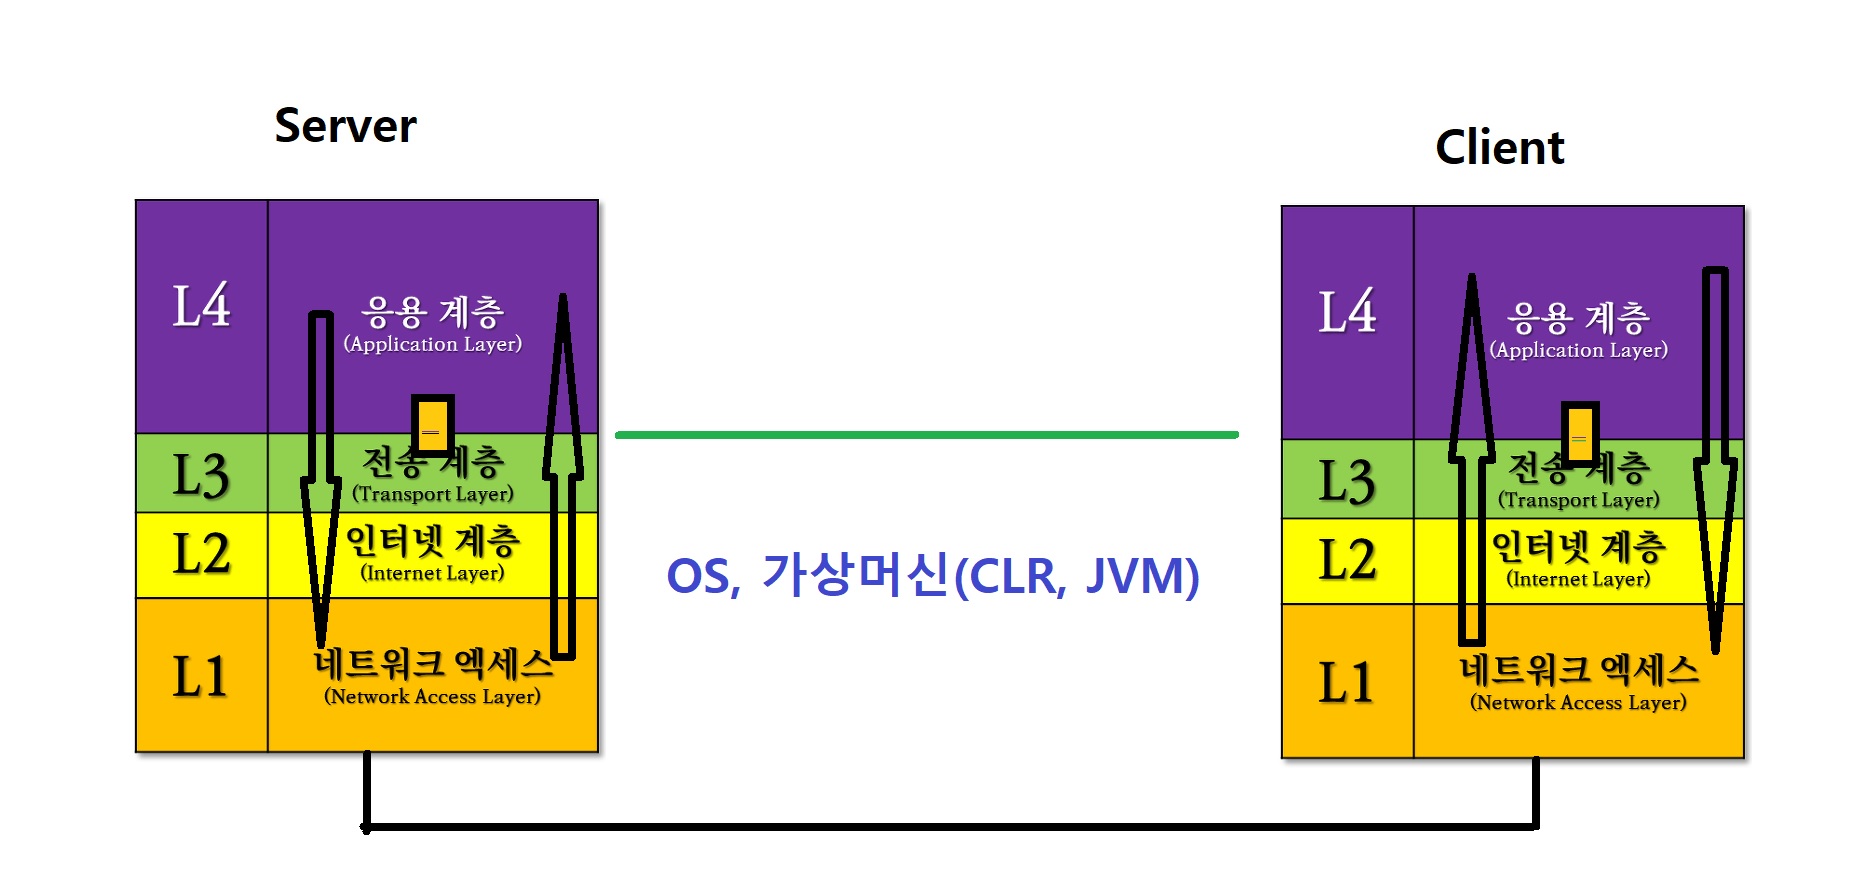 Server
Client
L4
응용 계층
(Application Layer)
L3
전송 계층
(Transport Layer)
L2
인터넷 계층
(Internet Layer)
L1
네트워크 엑세스
(Network Access Layer)
OS, 가상머신(CLR, JVM)
L4
응용 계층
(Application Layer)
L3
전송 계층
(Transport Layer)
L2
인터넷 계층
(Internet Layer)
L1
네트워크 엑세스
(Network Access Layer)